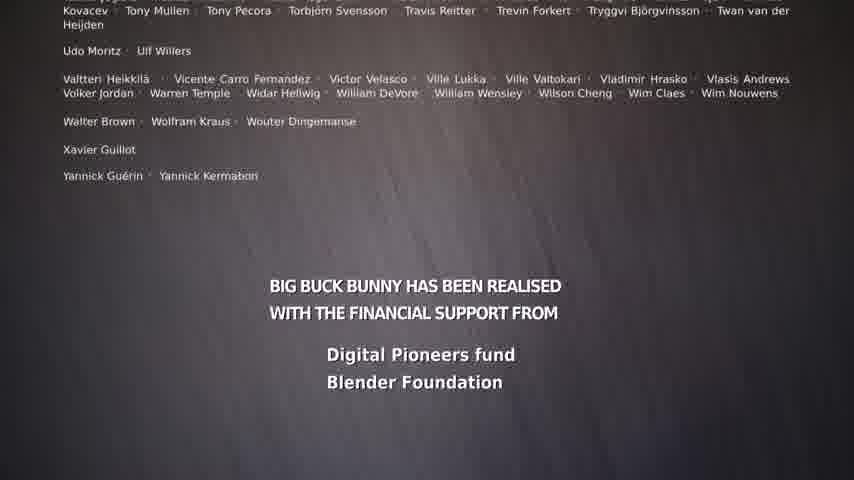 Kovacev · Tony Mullen · Tony Pecora · Torbjörn Svensson · Travis Reitter · Trevin Forkert · Tryggvi Björgvinsson · Twan van der
Heijden
Udo Moritz · Ulf Willers
Valtteri Heikkilä · Vicente Carro Fernandez · Victor Velasco · Ville Lukka · Ville Valtokari · Vladimir Hrasko · Vlasis Andrews
Volker Jordan · Warren Temple · Widar Hellwig · William DeVore · William Wensley · Wilson Cheng · Wim Claes · Wim Nouwens
Walter Brown · Wolfram Kraus · Wouter Dingemanse
Xavier Guillot
Yannick Guérin · Yannick Kermabon
BIG BUCK BUNNY HAS BEEN REALISED
WITH THE FINANCIAL SUPPORT FROM
Digital Pioneers fund
Blender Foundation